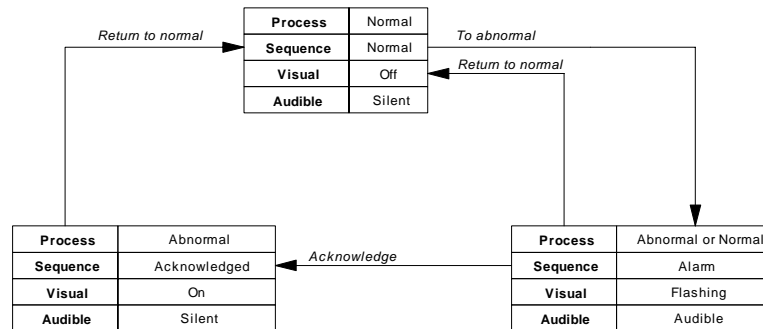 Process Normal
Return to normal
Sequence Normal
To abnormal
Return to normal
Visual Off
Audible Silent
Process Abnormal
Sequence Acknowledged
Visual On
Audible Silent
Acknowledge
Process Abnormal or Normal
Sequence Alarm
Visual Flashing
Audible Audible